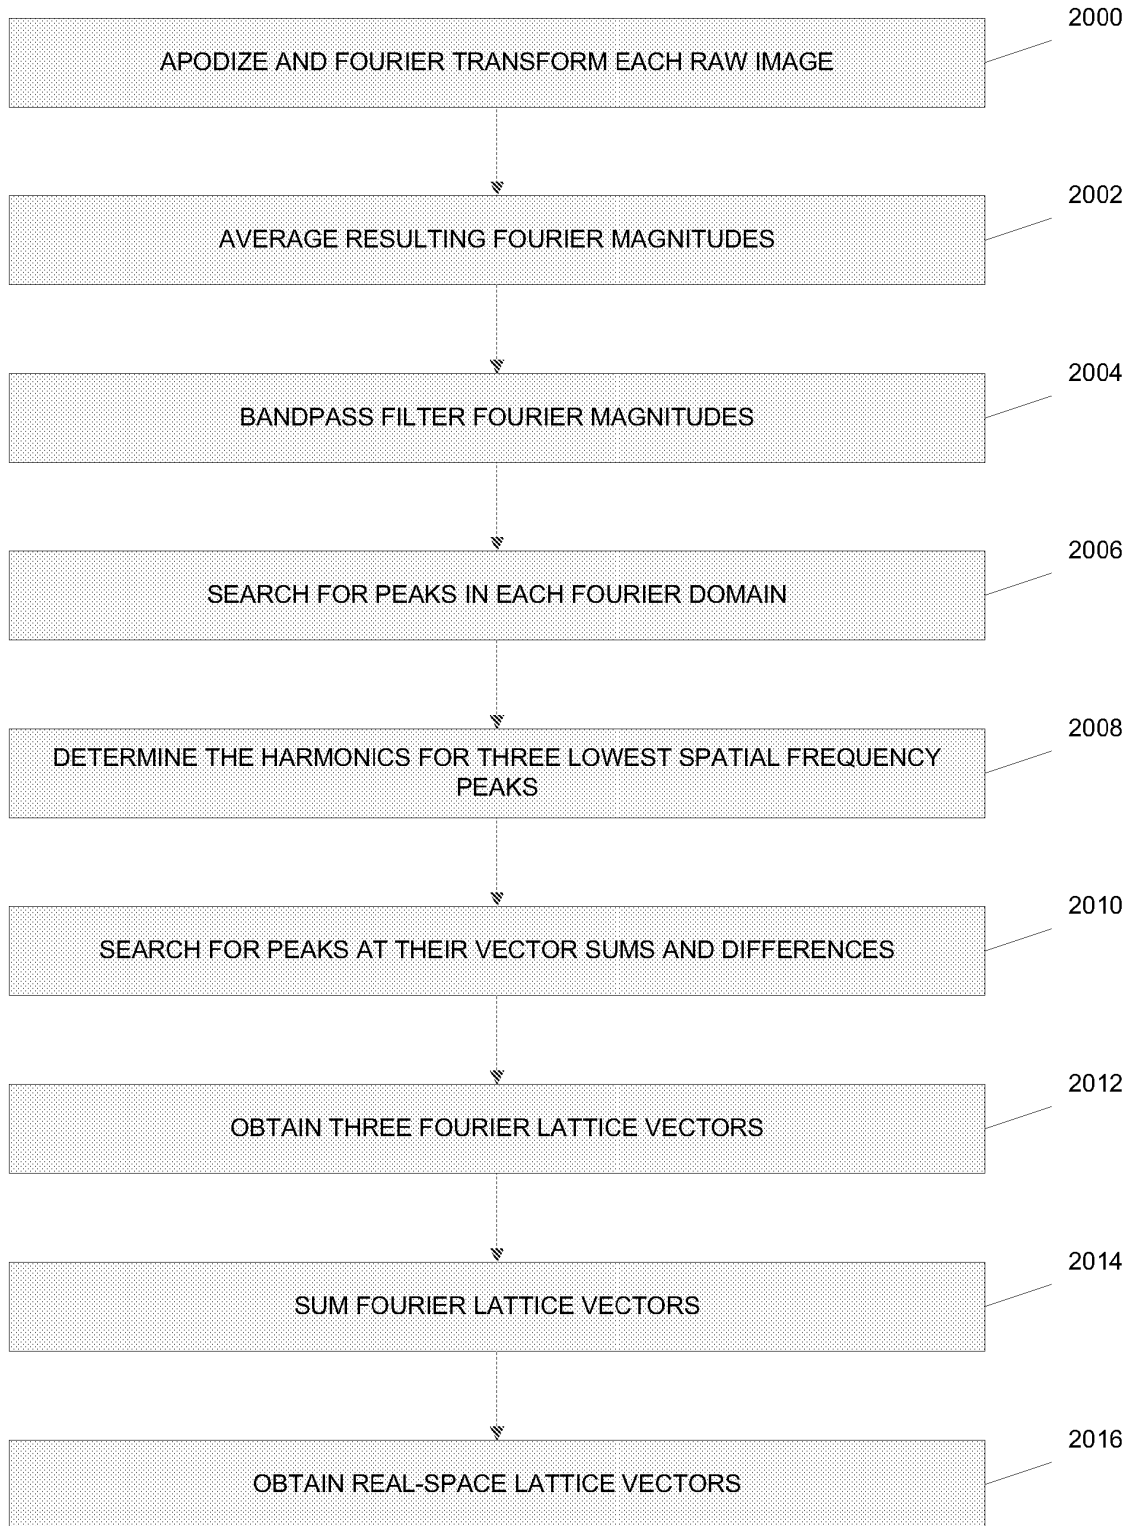 2000
APODIZE AND FOURIER TRANSFORM EACH RAW IMAGE
2002
AVERAGE RESULTING FOURIER MAGNITUDES
2004
BANDPASS FILTER FOURIER MAGNITUDES
2006
SEARCH FOR PEAKS IN EACH FOURIER DOMAIN
2008
DETERMINE THE HARMONICS FOR THREE LOWEST SPATIAL FREQUENCY
PEAKS
2010
SEARCH FOR PEAKS AT THEIR VECTOR SUMS AND DIFFERENCES
2012
OBTAIN THREE FOURIER LATTICE VECTORS
2014
SUM FOURIER LATTICE VECTORS
2016
OBTAIN REAL-SPACE LATTICE VECTORS